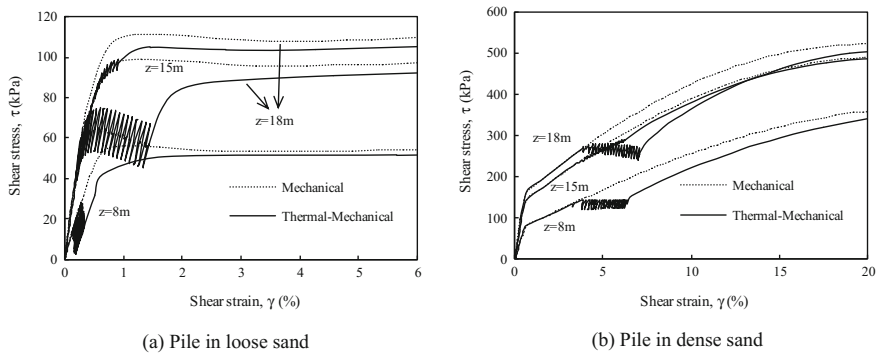 120
100
80
60
40
20
0
Shear stress, τ (kPa)
z=15m
z=18m
z=8m
Mechanical
Thermal-Mechanical
0 1 2 3 4 5 6
Shear strain, γ (%)
(a) Pile in loose sand
600
500
400
300
200
100
0
Shear stress, τ (kPa)
z=18m
z=15m
z=8m
Mechanical
Thermal-Mechanical
0 5 10 15 20
Shear strain, γ (%)
(b) Pile in dense sand